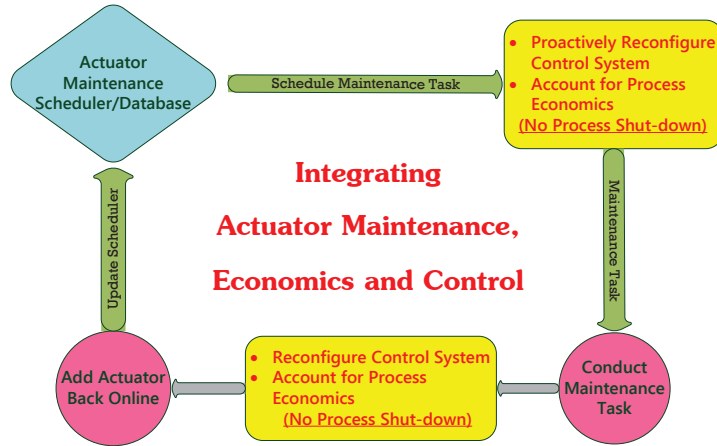 Actuator
Maintenance
Scheduler/Database
Schedule Maintenance Task
• Proactively Reconfigure
Control System
• Account for Process
Economics
(No Process Shut-down)
Integrating
Actuator Maintenance,
Economics and Control
Maintenance Task
Update Scheduler
Conduct
Maintenance
Task
• Reconfigure Control System
• Account for Process
Economics
(No Process Shut-down)
Add Actuator
Back Online